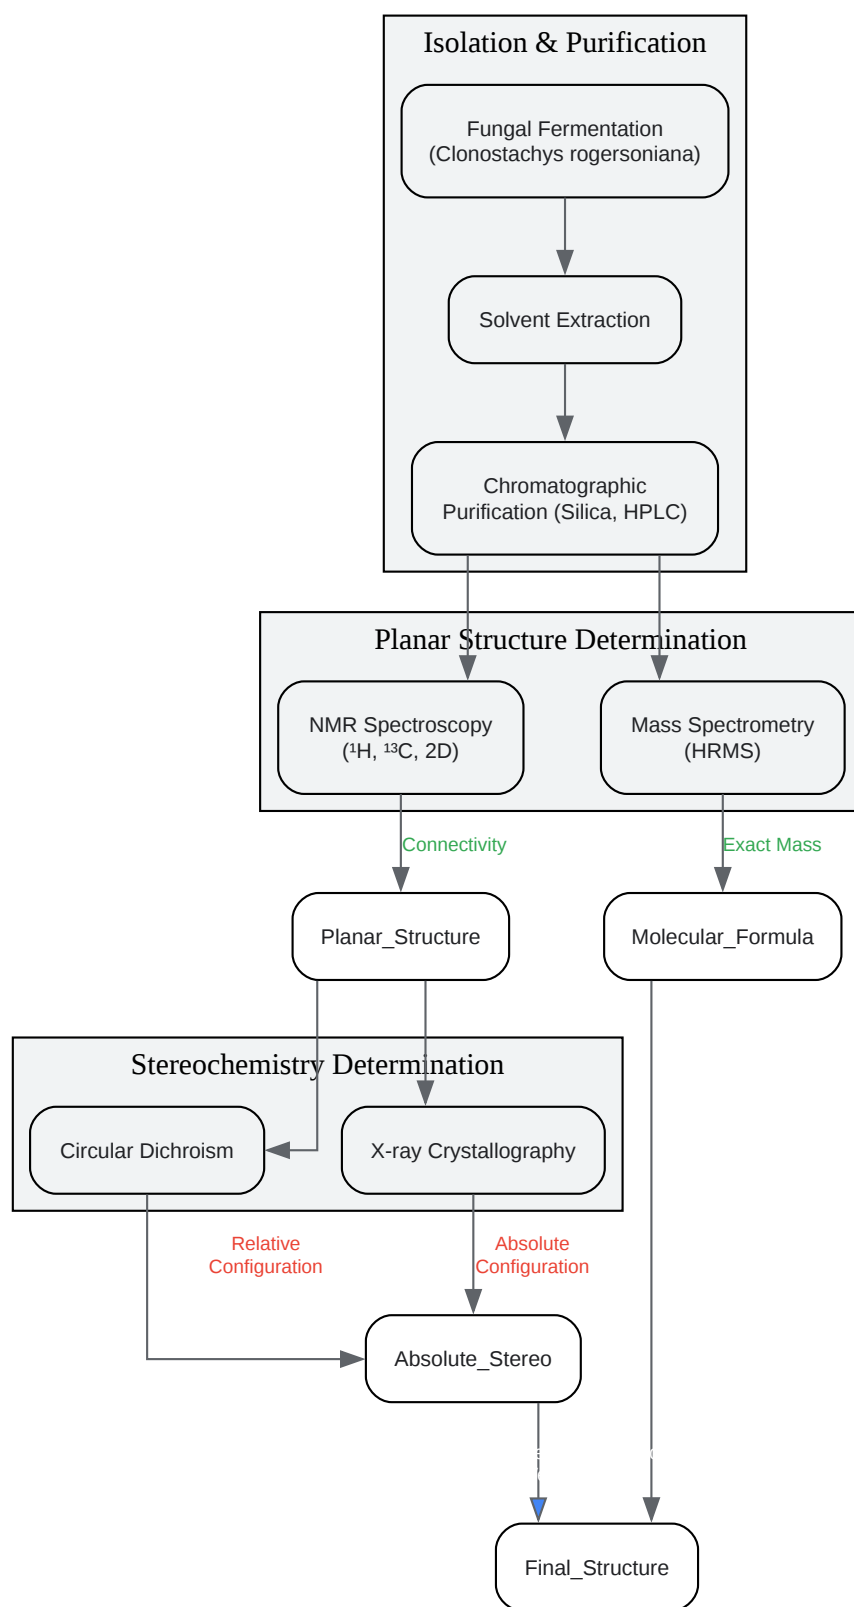 Isolation & Purification
Fungal Fermentation
(Clonostachys rogersoniana)
Solvent Extraction
Chromatographic
Purification (Silica, HPLC)
Planar Structure Determination
NMR Spectroscopy
(¹H, ¹³C, 2D)
Mass Spectrometry
(HRMS)
Connectivity
Exact Mass
Planar_Structure
Molecular_Formula
Stereochemistry Determination
Circular Dichroism
X-ray Crystallography
Relative
Configuration
Absolute
Configuration
Absolute_Stereo
Final_Structure